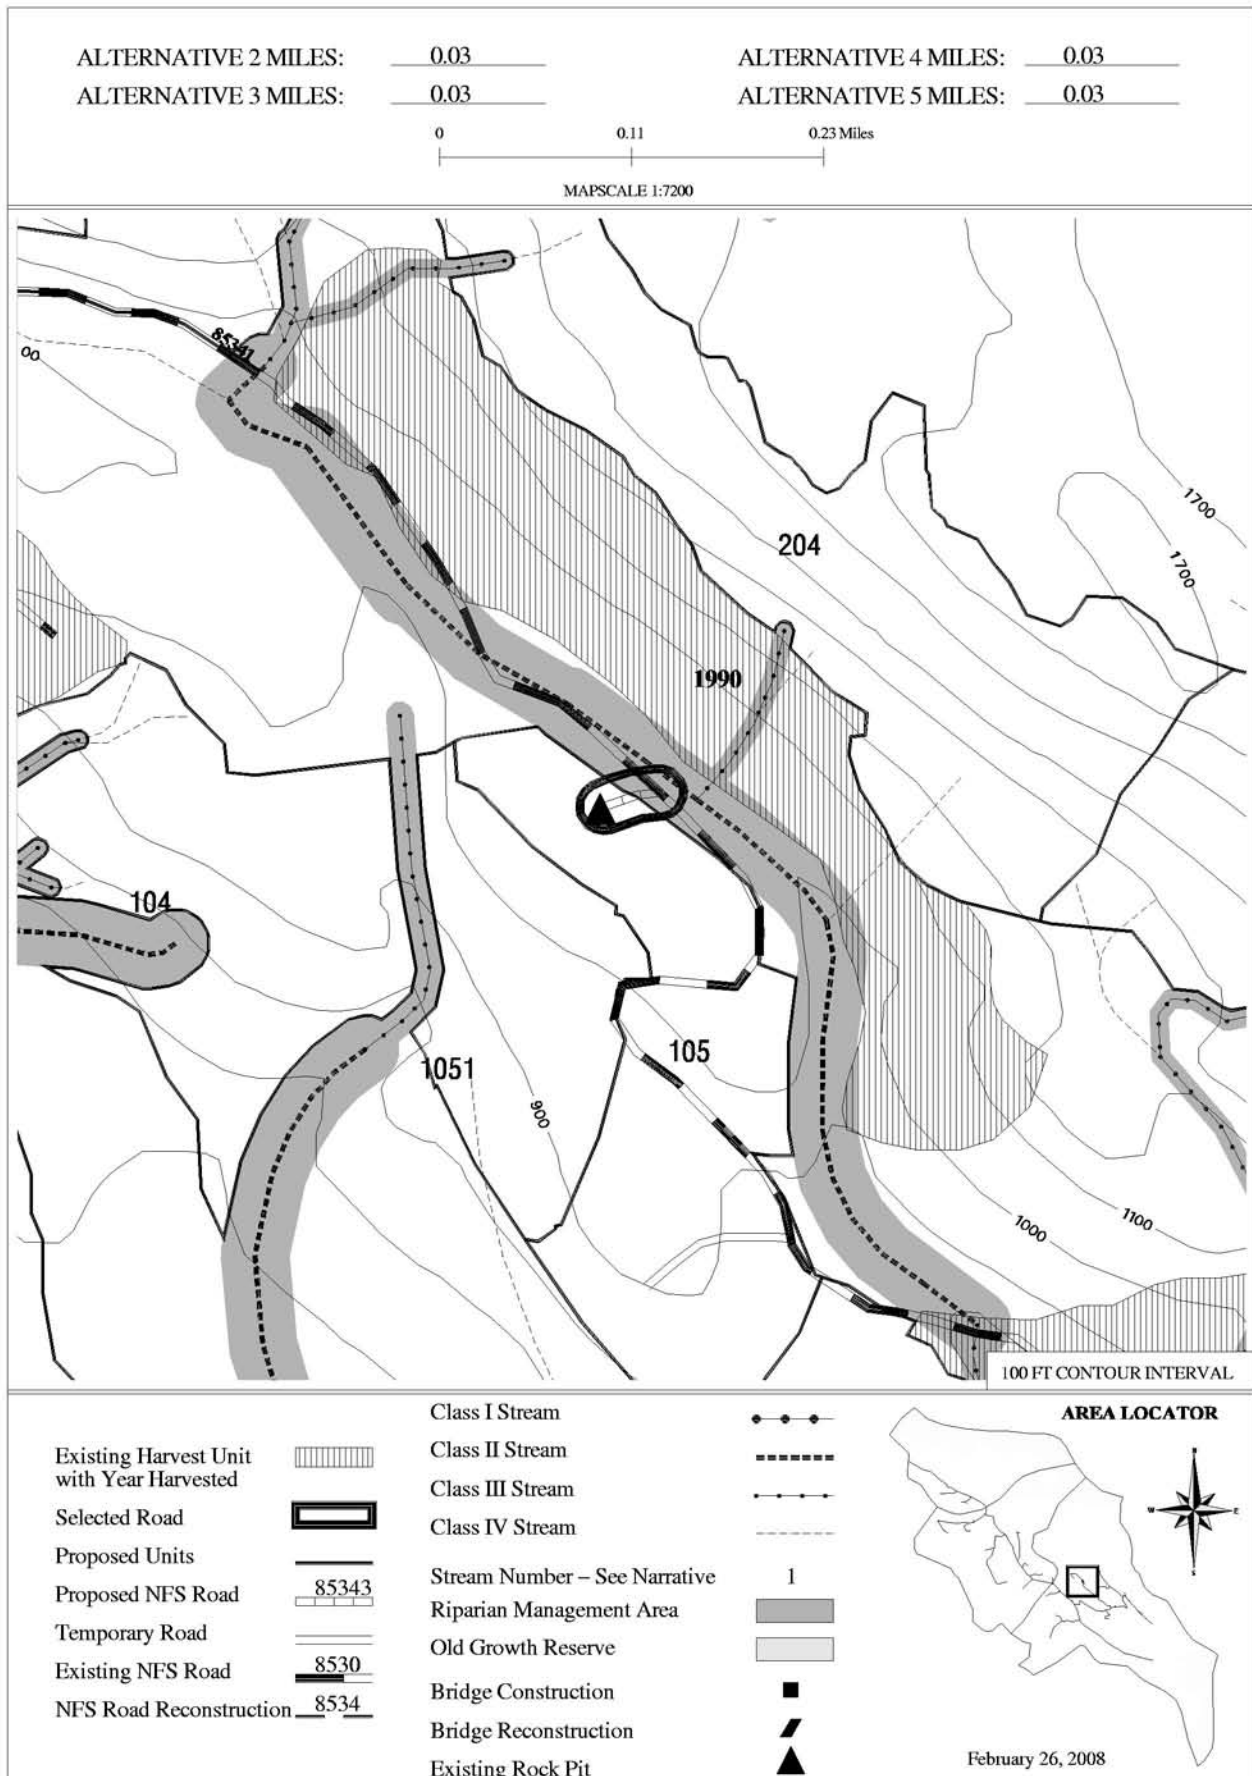 ALTERNATIVE 2 MILES: 0.03 ALTERNATIVE 4 MILES: 0.03
ALTERNATIVE 3 MILES: 0.03 ALTERNATIVE 5 MILES: 0.03
0 0.11 0.23 Miles
MAPSCALE 1:7200
85341
00
1700
204
1700
1990
104
105
1051
900
1100
1000
100 FT CONTOUR INTERVAL
Existing Harvest Unit
with Year Harvested
Selected Road
Proposed Units
Proposed NFS Road 85343
Temporary Road
Existing NFS Road 8530
NFS Road Reconstruction 8534
Class I Stream
Class II Stream
Class III Stream
Class IV Stream
Stream Number – See Narrative 1
Riparian Management Area
Old Growth Reserve
Bridge Construction
Bridge Reconstruction
Existing Rock Pit
AREA LOCATOR
N
W E
S
February 26, 2008